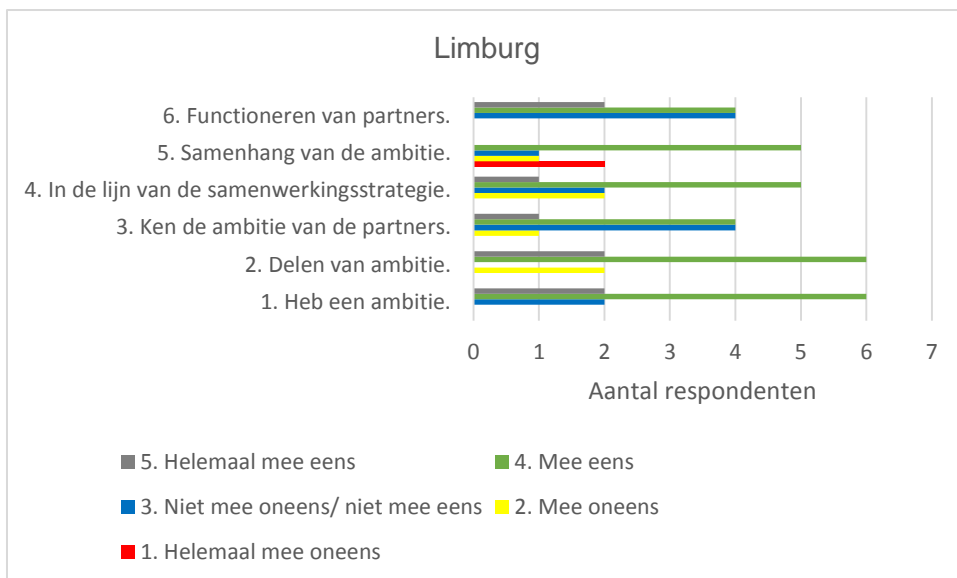 Limburg
6. Functioneren van partners.
5. Samenhang van de ambitie.
4. In de lijn van de samenwerkingsstrategie.
3. Ken de ambitie van de partners.
2. Delen van ambitie.
1. Heb een ambitie.
0 1 2 3 4 5 6 7
Aantal respondenten
5. Helemaal mee eens 4. Mee eens
3. Niet mee oneens/ niet mee eens 2. Mee oneens
1. Helemaal mee oneens